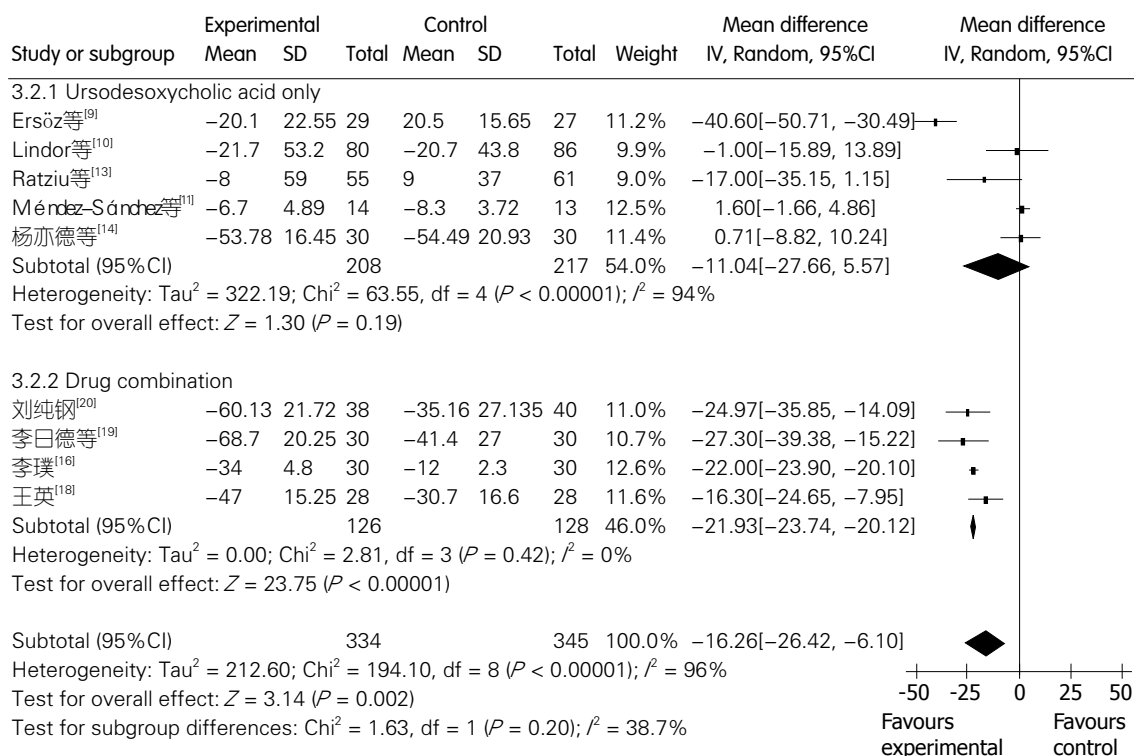 Experimental Control Mean difference Mean difference
Study or subgroup Mean SD Total Mean SD Total Weight IV, Random, 95%CI IV, Random, 95%CI
3.2.1 Ursodesoxycholic acid only
Ersöz等[9] −20.1 22.55 29 20.5 15.65 27 11.2% −40.60[−50.71, −30.49]
Lindor等[10] −21.7 53.2 80 −20.7 43.8 86 9.9% −1.00[−15.89, 13.89]
Ratziu等[13] −8 59 55 9 37 61 9.0% −17.00[−35.15, 1.15]
Méndez−Sánchez等[11] −6.7 4.89 14 −8.3 3.72 13 12.5% 1.60[−1.66, 4.86]
杨亦德等[14] −53.78 16.45 30 −54.49 20.93 30 11.4% 0.71[−8.82, 10.24]
Subtotal (95%CI) 208 217 54.0% −11.04[−27.66, 5.57]
Heterogeneity: Tau² = 322.19; Chi² = 63.55, df = 4 (P < 0.00001); I² = 94%
Test for overall effect: Z = 1.30 (P = 0.19)
3.2.2 Drug combination
刘纯钢[20] −60.13 21.72 38 −35.16 27.135 40 11.0% −24.97[−35.85, −14.09]
李日德等[19] −68.7 20.25 30 −41.4 27 30 10.7% −27.30[−39.38, −15.22]
李璞[16] −34 4.8 30 −12 2.3 30 12.6% −22.00[−23.90, −20.10]
王英[18] −47 15.25 28 −30.7 16.6 28 11.6% −16.30[−24.65, −7.95]
Subtotal (95%CI) 126 128 46.0% −21.93[−23.74, −20.12]
Heterogeneity: Tau² = 0.00; Chi² = 2.81, df = 3 (P = 0.42); I² = 0%
Test for overall effect: Z = 23.75 (P < 0.00001)
Subtotal (95%CI) 334 345 100.0% −16.26[−26.42, −6.10]
Heterogeneity: Tau² = 212.60; Chi² = 194.10, df = 8 (P < 0.00001); I² = 96%
Test for overall effect: Z = 3.14 (P = 0.002)
Test for subgroup differences: Chi² = 1.63, df = 1 (P = 0.20); I² = 38.7%
-50 -25 0 25 50
Favours Favours
experimental control